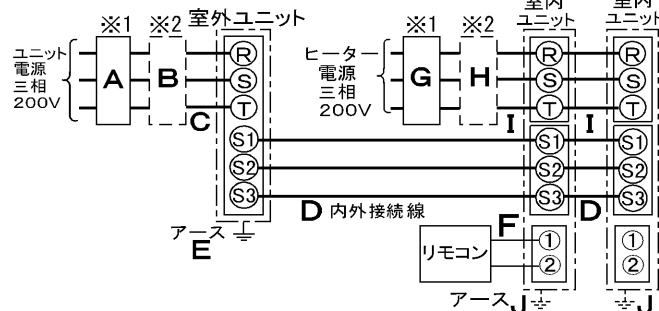 ※1 ※2 室外ユニット
ユニット
電源
三相
200V
A
B
C
R
S
T
S1
S2
S3
アース
E
※1 ※2
ヒーター
電源
三相
200V
G
H
I
室内
ユニット
R
S
T
S1
S2
S3
I
室内
ユニット
R
S
T
S1
S2
S3
D 内外接続線
D
F
リモコン
①
②
①
②
アース J
J